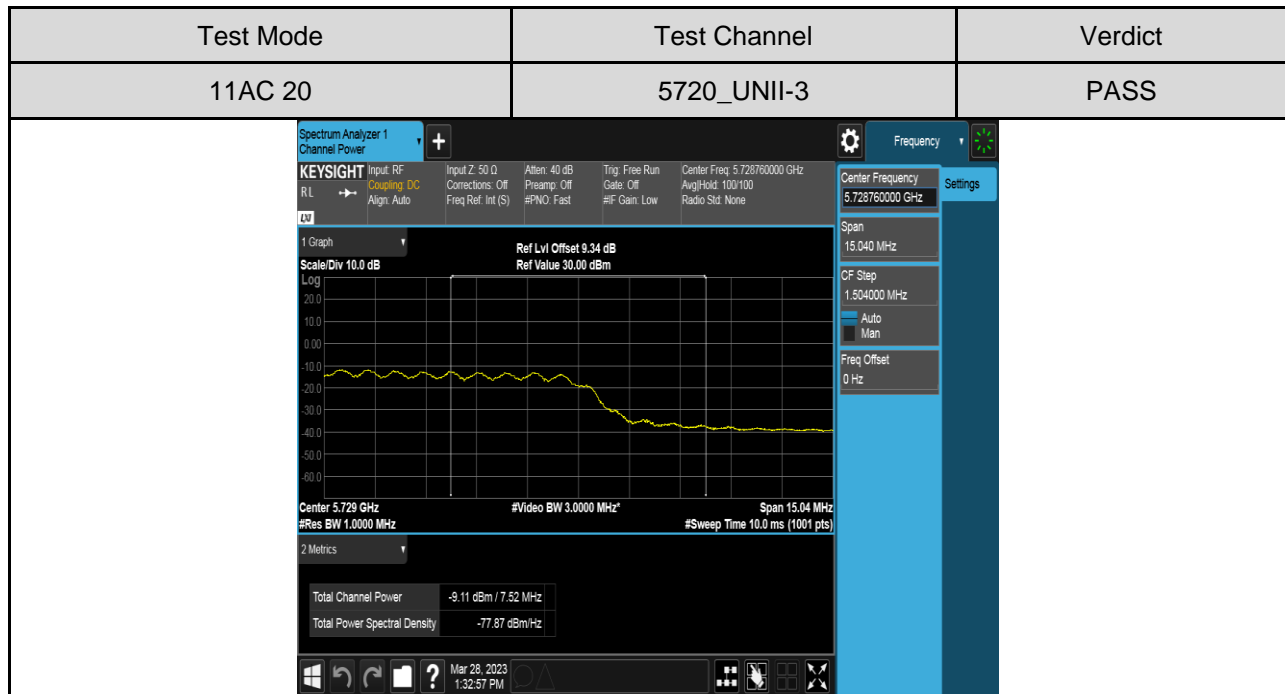 Test Mode Test Channel Verdict
11AC 20 5720_UNII-3 PASS
Spectrum Analyzer 1
Channel Power
Frequency
KEYSIGHT Input: RF Input Z: 50 Ω Atten: 40 dB Trig: Free Run Center Freq: 5.728760000 GHz
RL Coupling: DC Corrections: Off Preamp: Off Gate: Off Avg|Hold: 100/100
Align: Auto Freq Ref: Int (S) #PNO: Fast #IF Gain: Low Radio Std: None
LXI
Center Frequency
5.728760000 GHz
Settings
Span
15.040 MHz
CF Step
1.504000 MHz
Auto
Man
Freq Offset
0 Hz
1 Graph
Ref Lvl Offset 9.34 dB
Scale/Div 10.0 dB Ref Value 30.00 dBm
Log
20.0
10.0
0.00
-10.0
-20.0
-30.0
-40.0
-50.0
-60.0
Center 5.729 GHz #Video BW 3.0000 MHz* Span 15.04 MHz
#Res BW 1.0000 MHz #Sweep Time 10.0 ms (1001 pts)
2 Metrics
Total Channel Power -9.11 dBm / 7.52 MHz
Total Power Spectral Density -77.87 dBm/Hz
Mar 28, 2023
1:32:57 PM